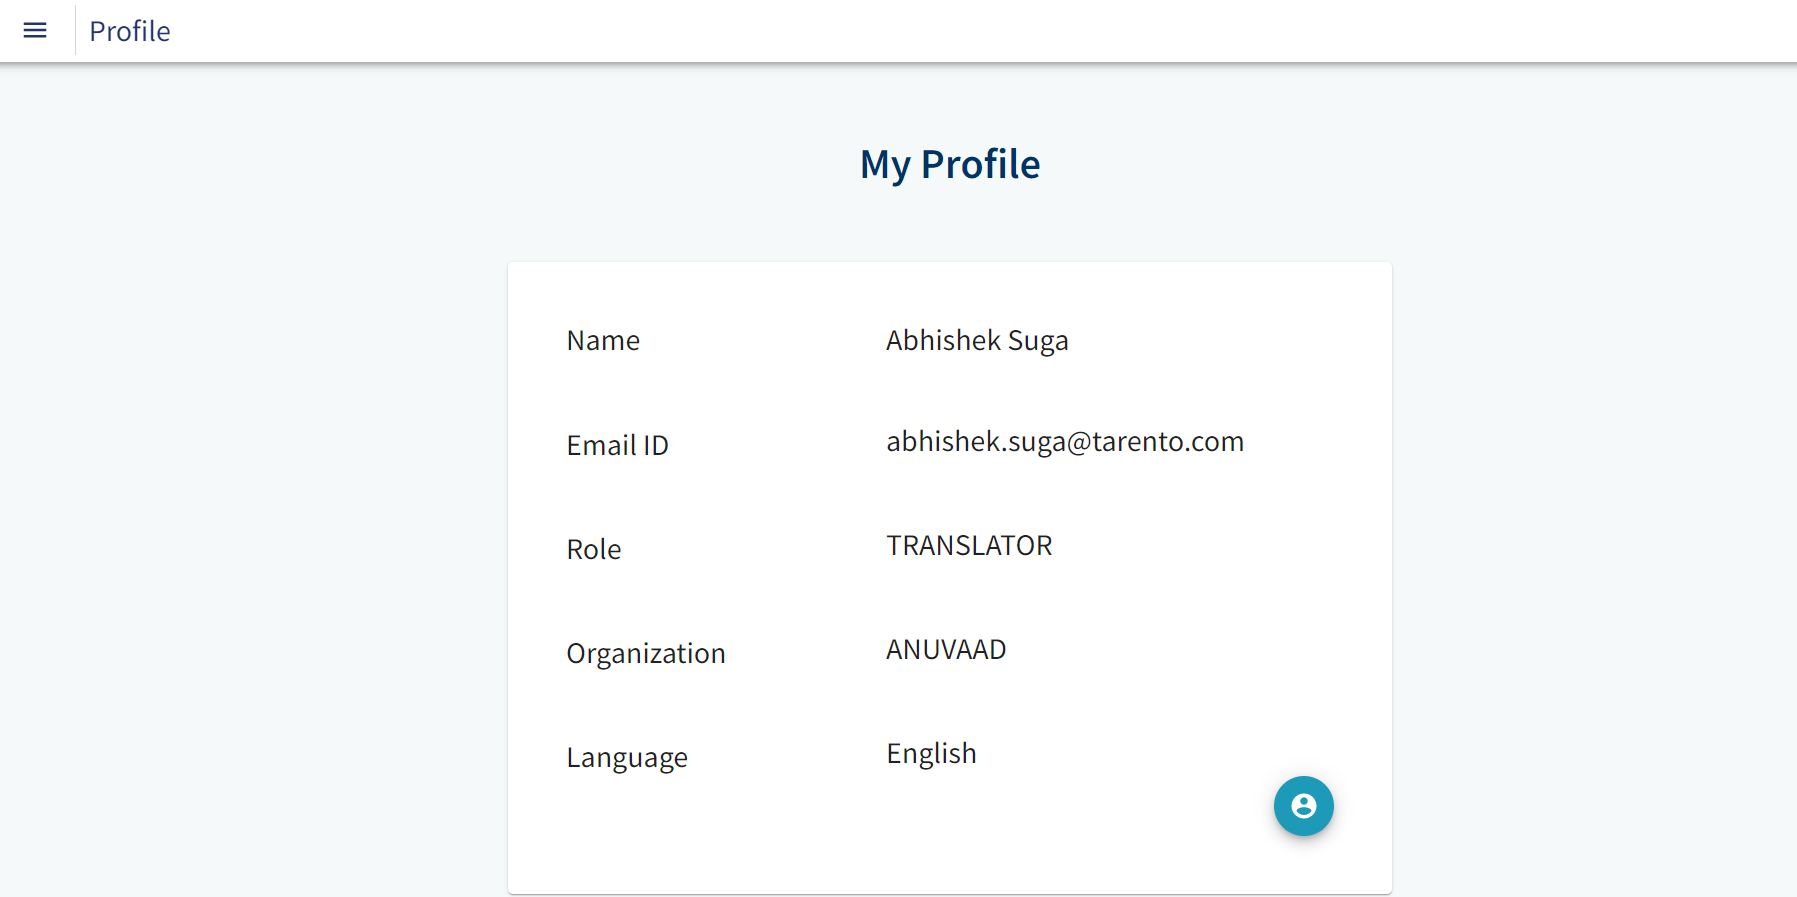 Profile
My Profile
Name Abhishek Suga
Email ID abhishek.suga@tarento.com
Role TRANSLATOR
Organization ANUVAAD
Language English